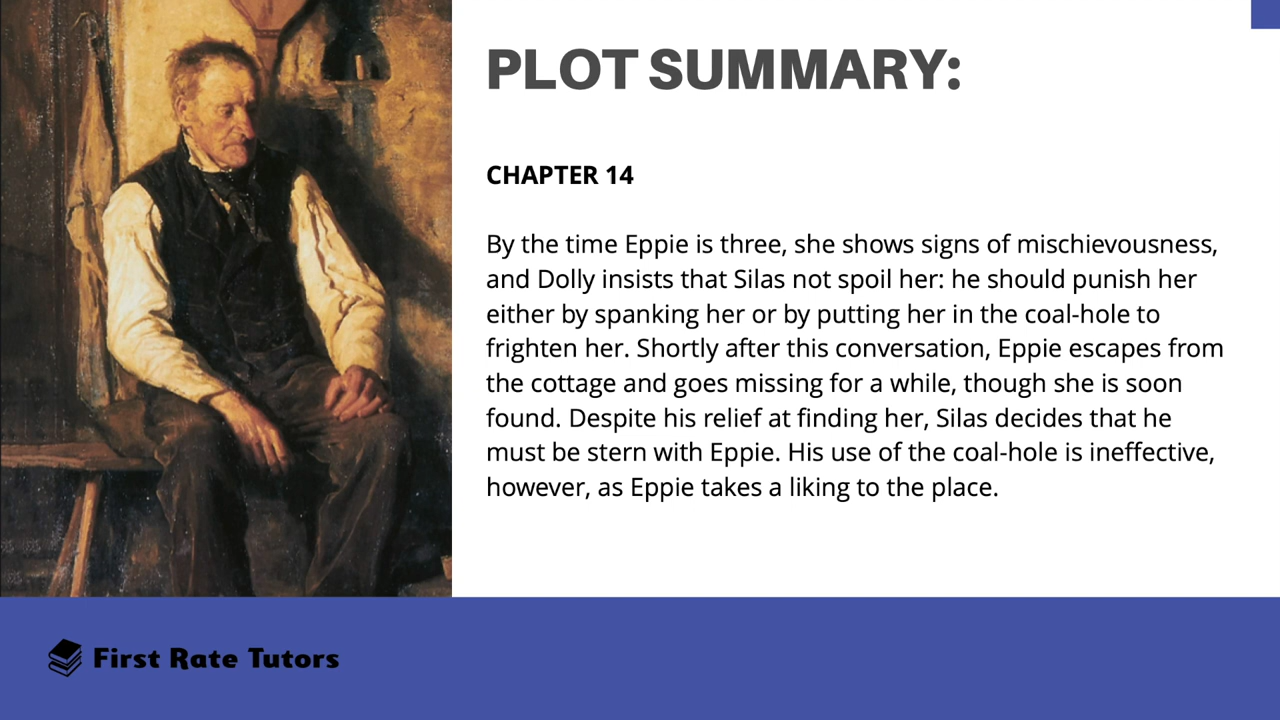 PLOT SUMMARY:
CHAPTER 14
By the time Eppie is three, she shows signs of mischievousness,
and Dolly insists that Silas not spoil her: he should punish her
either by spanking her or by putting her in the coal-hole to
frighten her. Shortly after this conversation, Eppie escapes from
the cottage and goes missing for a while, though she is soon
found. Despite his relief at finding her, Silas decides that he
must be stern with Eppie. His use of the coal-hole is ineffective,
however, as Eppie takes a liking to the place.
First Rate Tutors